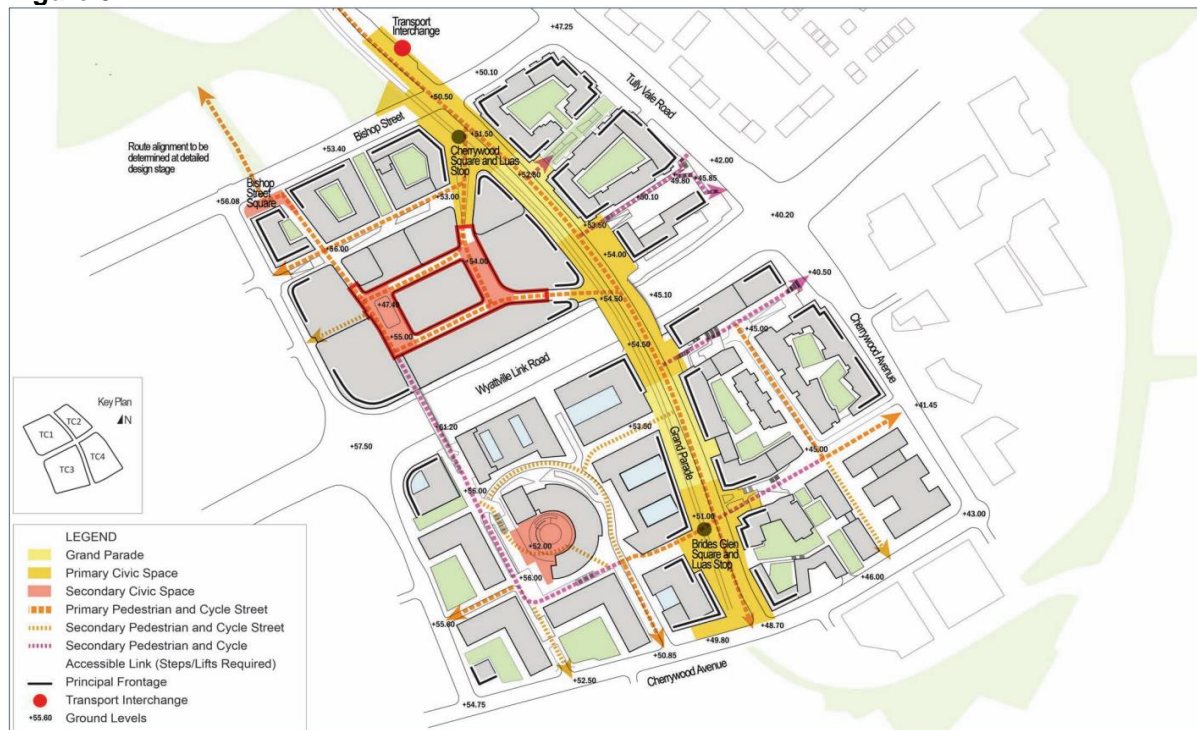 Transport
Interchange
+47.25
+50.10
+50.50
Tully Vale Road
Bishop Street
+51.50
Cherrywood
Square and Luas
Stop
Route alignment to be
determined at detailed
design stage
+53.40
+42.00
+45.85
49.80
+50.10
Bishop
Street
Square
+56.08
+53.00
+53.50
+40.20
+56.00
+54.00
+54.00
+47.40
+54.50
+45.10
+40.50
+55.00
+54.60
+45.00
Cherrywood
Avenue
Wyattville Link Road
Key Plan
N
TC1
TC2
TC3
TC4
+61.20
+57.50
+53.00
Grand Parade
+41.45
+45.00
+55.00
+51.00
Brides Glen
Square and
Luas Stop
+52.00
+43.00
+56.00
+46.00
+55.60
+48.70
+49.80
+50.85
Cherrywood Avenue
+52.50
+54.75
LEGEND
Grand Parade
Primary Civic Space
Secondary Civic Space
Primary Pedestrian and Cycle Street
Secondary Pedestrian and Cycle Street
Secondary Pedestrian and Cycle
Accessible Link (Steps/Lifts Required)
Principal Frontage
Transport Interchange
+55.60 Ground Levels